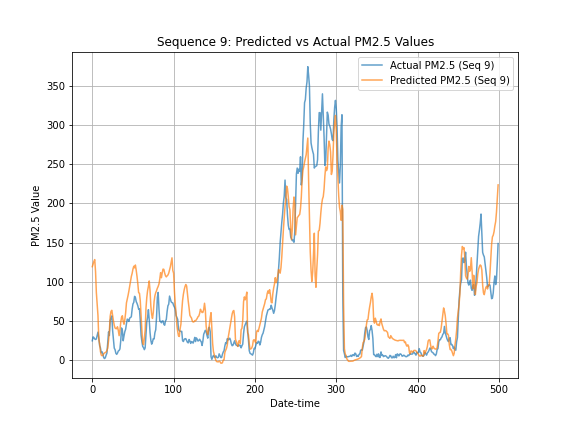 Sequence 9: Predicted vs Actual PM2.5 Values
Actual PM2.5 (Seq 9)
Predicted PM2.5 (Seq 9)
350
300
250
200
150
100
50
0
PM2.5 Value
0 100 200 300 400 500
Date-time